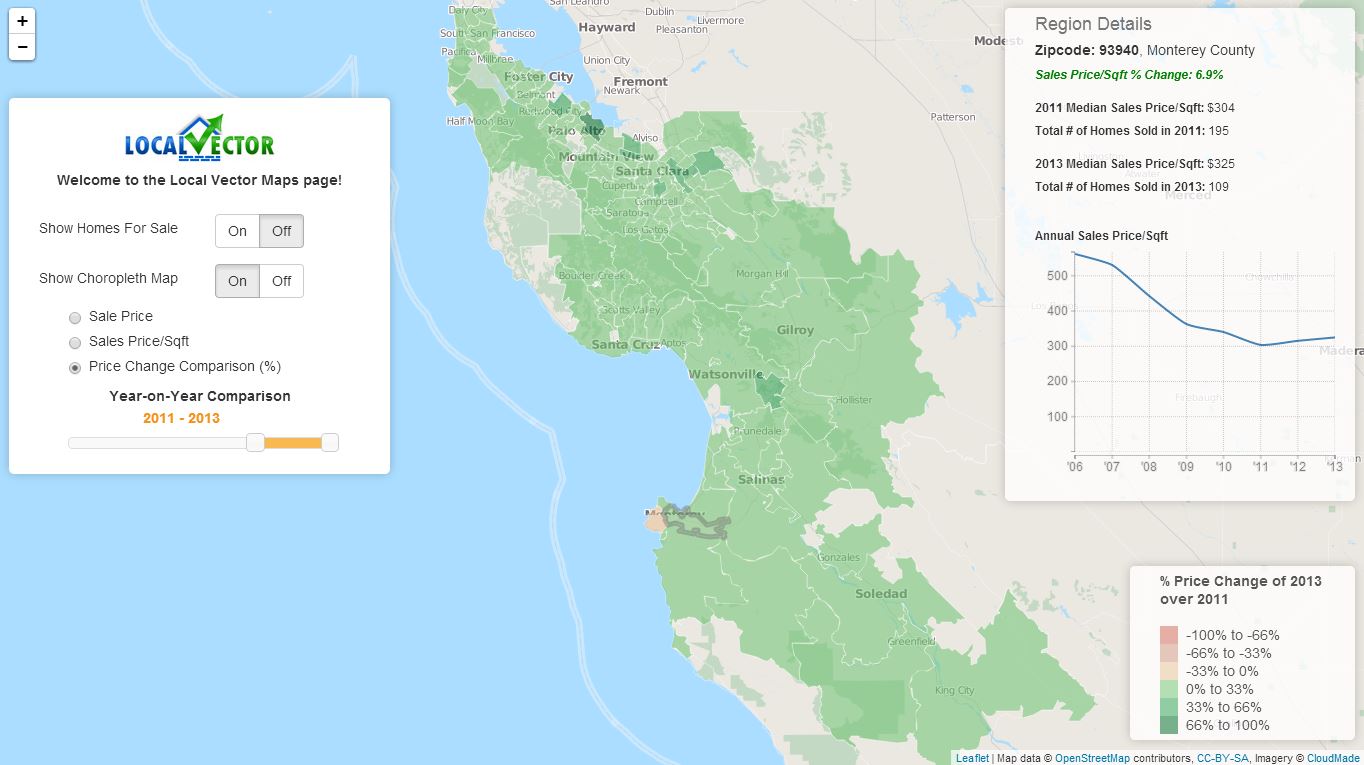 +
−
LOCALVECTOR
Welcome to the Local Vector Maps page!
Show Homes For Sale
On Off
Show Choropleth Map
On Off
Sale Price
Sales Price/Sqft
Price Change Comparison (%)
Year-on-Year Comparison
2011 - 2013
Daly City
San Leandro
Dublin
Livermore
Hayward
Pleasanton
South San Francisco
Pacifica
Millbrae
Union City
Foster City
Fremont
Newark
Belmont
Redwood City
Half Moon Bay
Palo Alto
Alviso
Patterson
Mountain View
Santa Clara
Cupertino
Campbell
Saratoga
Los Gatos
Morgan Hill
Boulder Creek
Scotts Valley
Gilroy
Santa Cruz
Aptos
Watsonville
Hollister
Prunedale
Salinas
Monterey
Gonzales
Soledad
Greenfield
King City
Region Details
Zipcode: 93940, Monterey County
Sales Price/Sqft % Change: 6.9%
2011 Median Sales Price/Sqft: $304
Total # of Homes Sold in 2011: 195
2013 Median Sales Price/Sqft: $325
Total # of Homes Sold in 2013: 109
Atwater
Merced
Annual Sales Price/Sqft
500
400
300
200
100
'06 '07 '08 '09 '10 '11 '12 '13
Chowchilla
Firebaugh
Madera
% Price Change of 2013
over 2011
-100% to -66%
-66% to -33%
-33% to 0%
0% to 33%
33% to 66%
66% to 100%
Leaflet | Map data © OpenStreetMap contributors, CC-BY-SA, Imagery © CloudMade